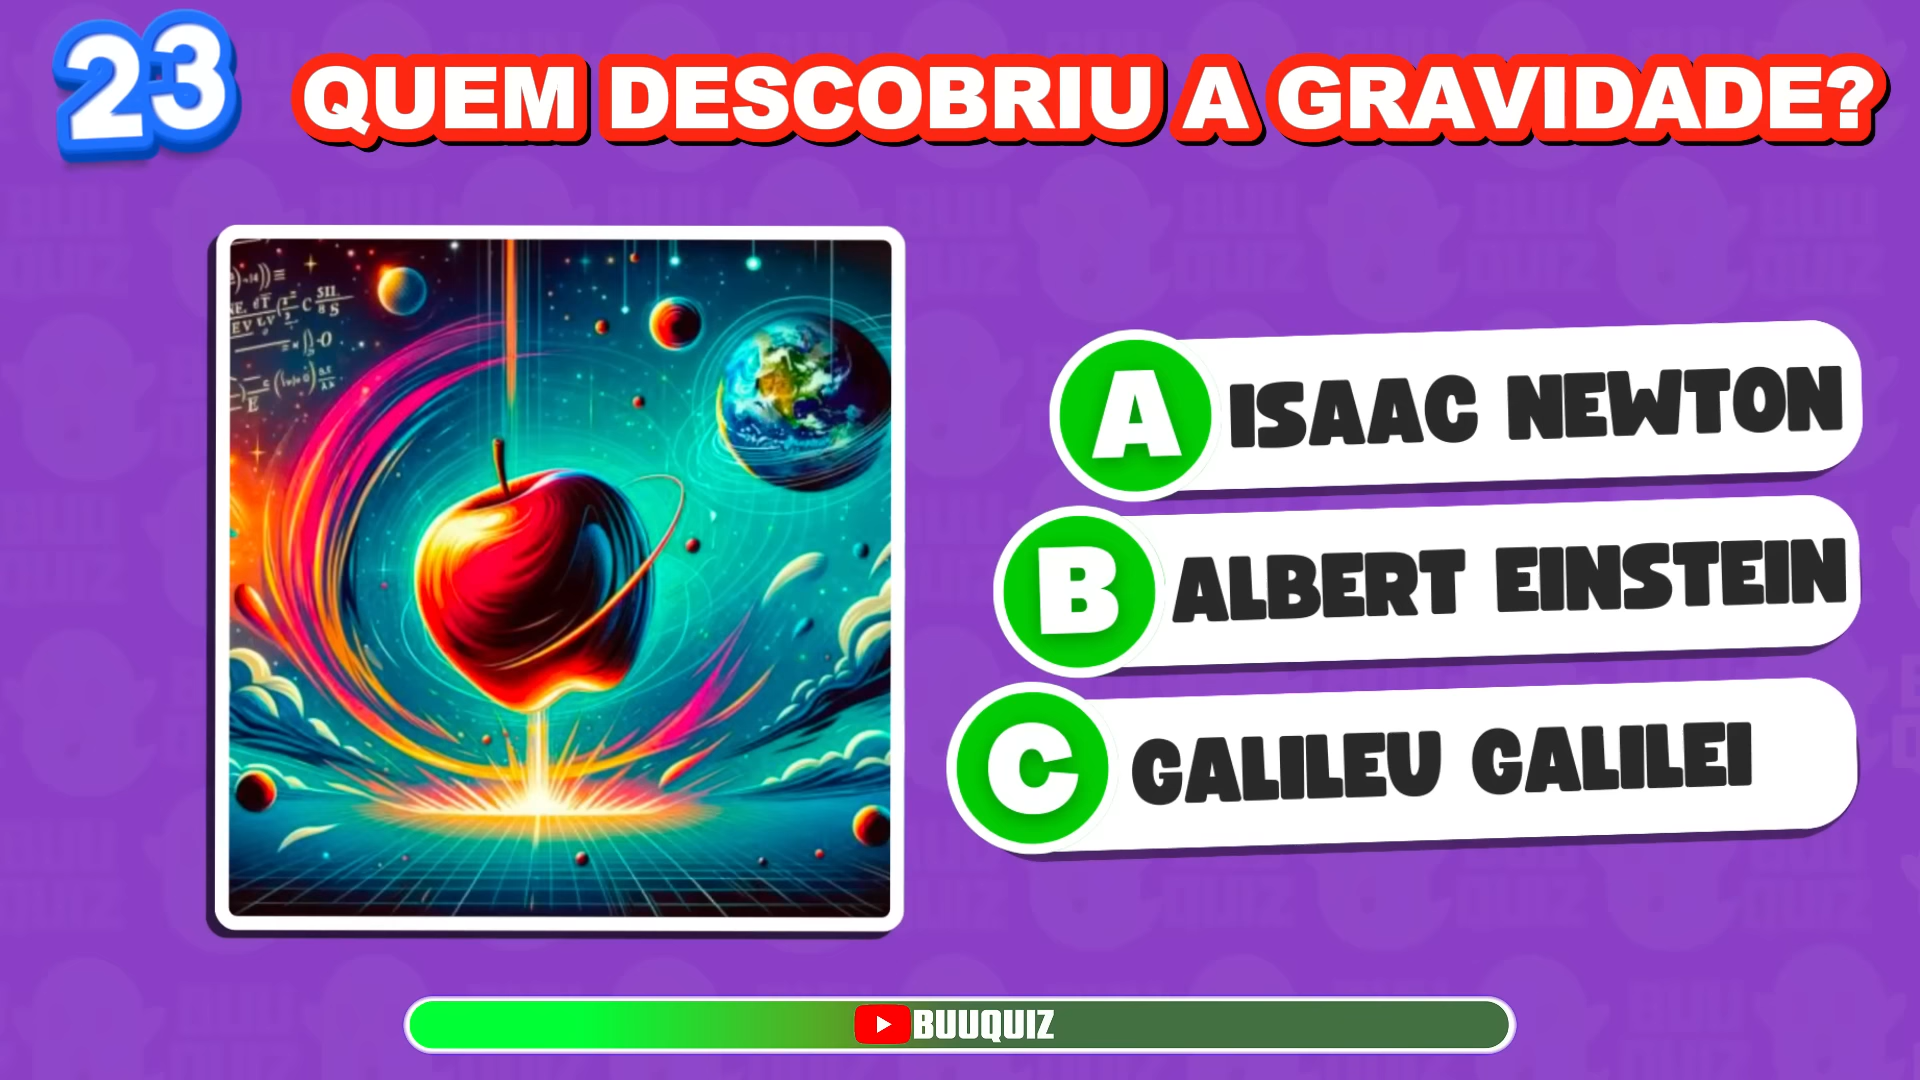 23
QUEM DESCOBRIU A GRAVIDADE?
A ISAAC NEWTON
B ALBERT EINSTEIN
C GALILEU GALILEI
BUUQUIZ